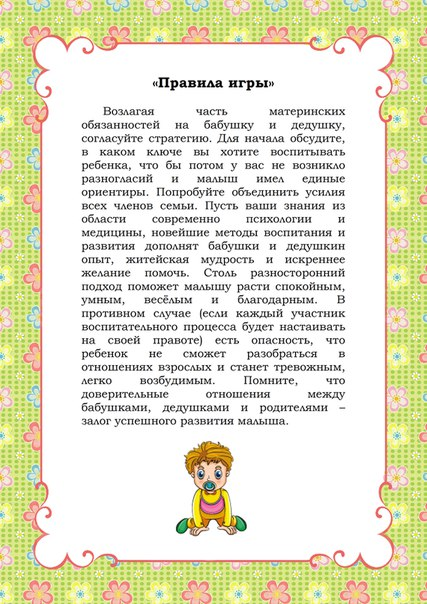 «Правила игры»
Возлагая часть материнских
обязанностей на бабушку и дедушку,
согласуйте стратегию. Для начала обсудите,
в каком ключе вы хотите воспитывать
ребенка, что бы потом у вас не возникло
разногласий и малыш имел единые
ориентиры. Попробуйте объединить усилия
всех членов семьи. Пусть ваши знания из
области современно психологии и
медицины, новейшие методы воспитания и
развития дополнят бабушки и дедушкин
опыт, житейская мудрость и искреннее
желание помочь. Столь разносторонний
подход поможет малышу расти спокойным,
умным, весёлым и благодарным. В
противном случае (если каждый участник
воспитательного процесса будет настаивать
на своей правоте) есть опасность, что
ребенок не сможет разобраться в
отношениях взрослых и станет тревожным,
легко возбудимым. Помните, что
доверительные отношения между
бабушками, дедушками и родителями –
залог успешного развития малыша.